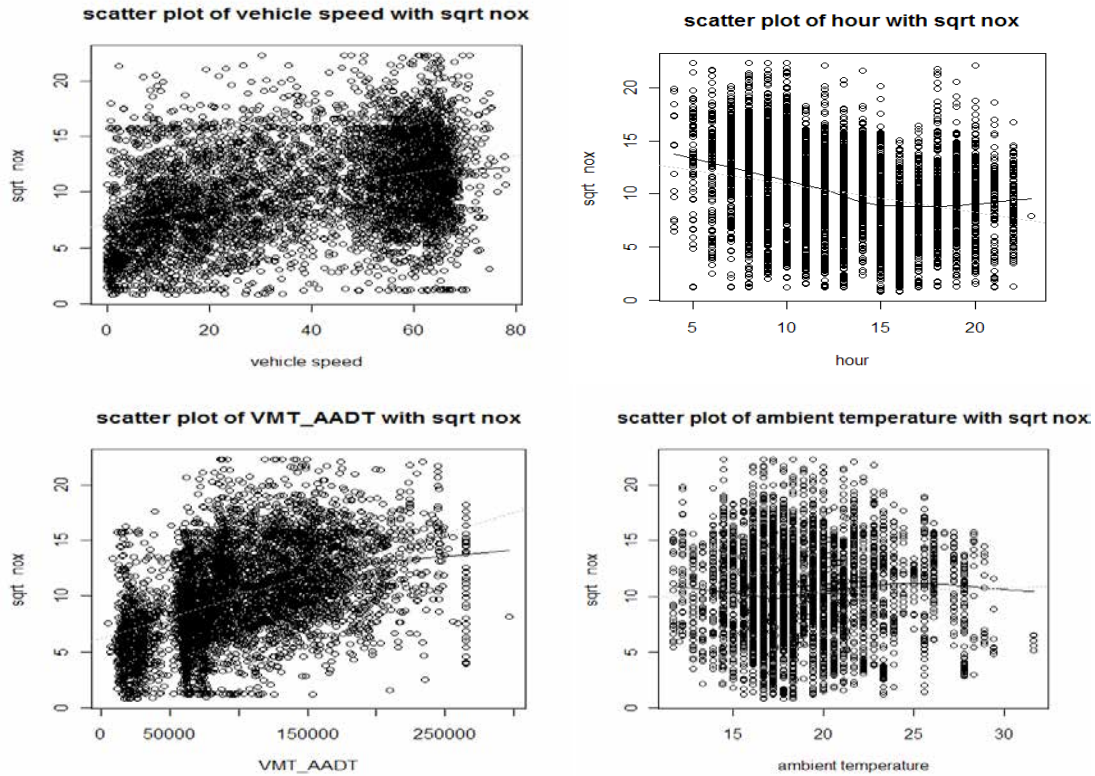 scatter plot of vehicle speed with sqrt nox
sqrt nox
20
15
10
5
0
0 20 40 60 80
vehicle speed
scatter plot of hour with sqrt nox
sqrt nox
20
15
10
5
0
5 10 15 20
hour
scatter plot of VMT_AADT with sqrt nox
sqrt nox
20
15
10
5
0
0 50000 150000 250000
VMT_AADT
scatter plot of ambient temperature with sqrt nox
sqrt nox
20
15
10
5
0
15 20 25 30
ambient temperature